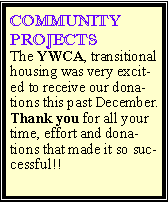 COMMUNITY
PROJECTS
The YWCA, transitional
housing was very excit-
ed to receive our dona-
tions this past December.
Thank you for all your
time, effort and dona-
tions that made it so suc-
cessful!!